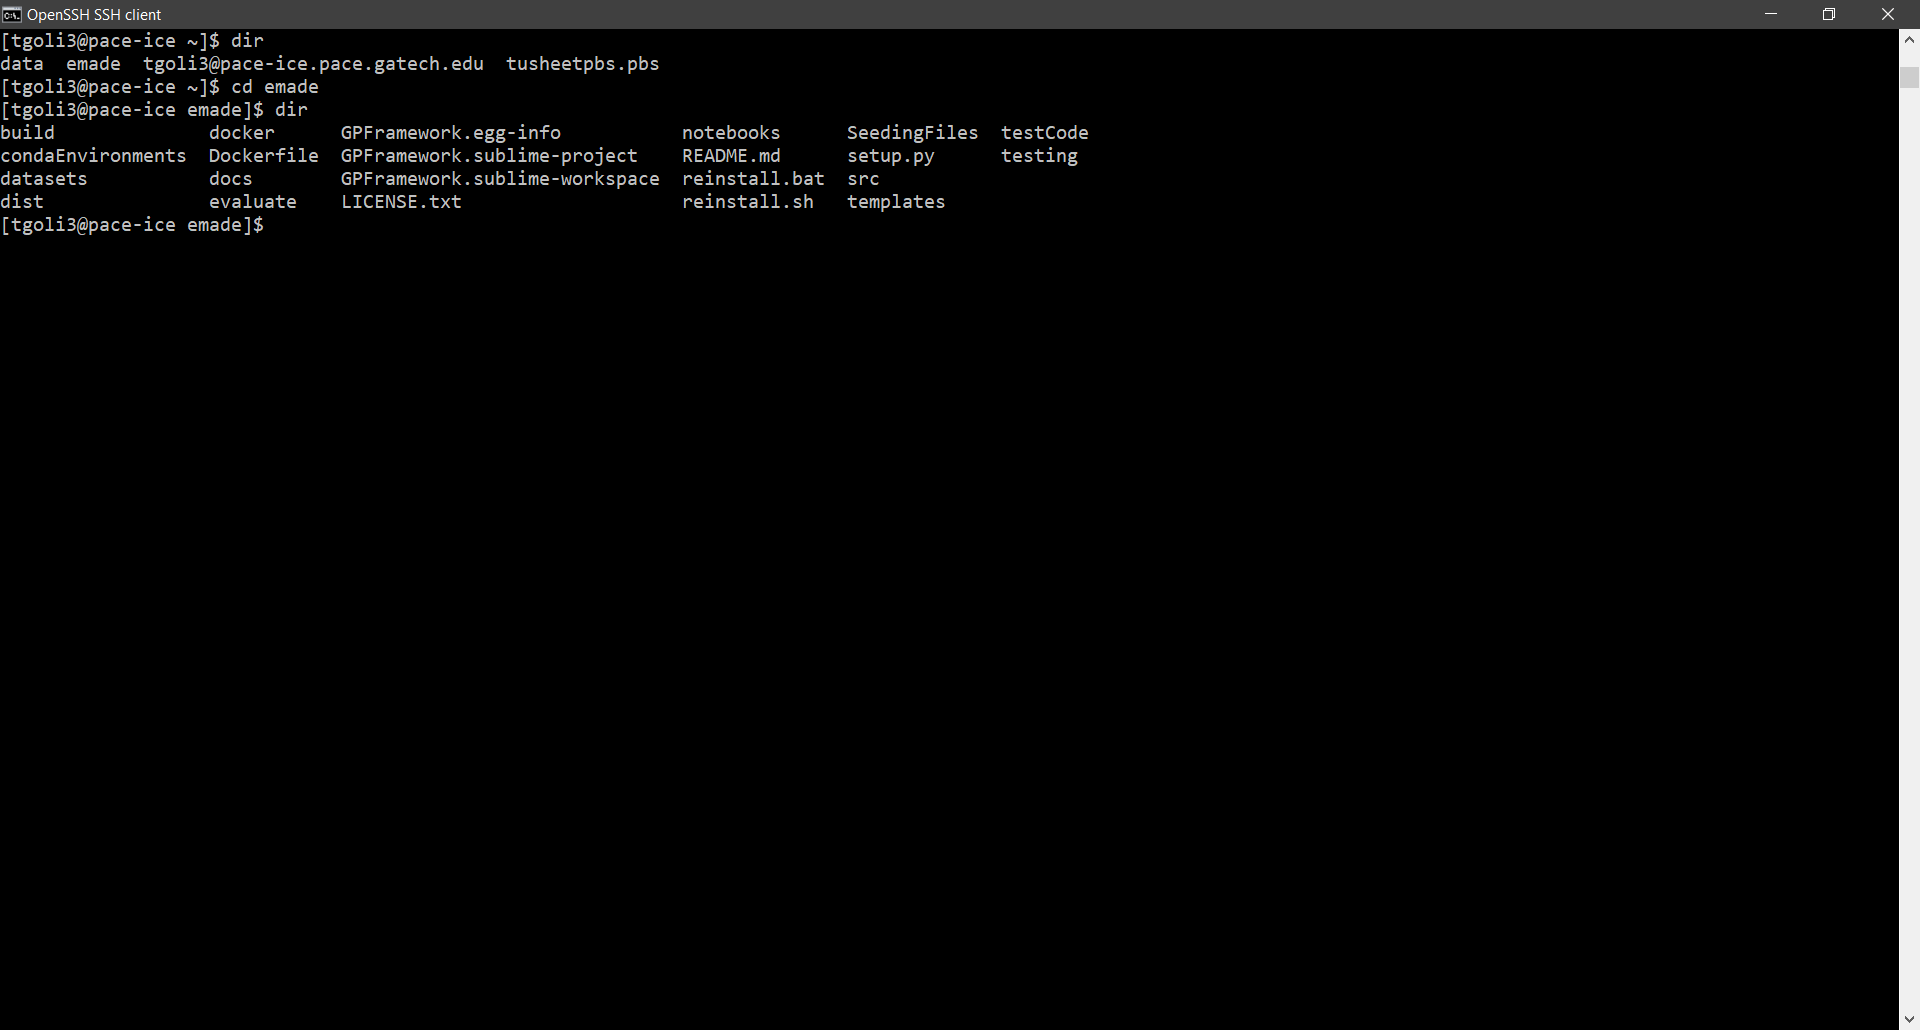 OpenSSH SSH client
[tgoli3@pace-ice ~]$ dir
data  emade  tgoli3@pace-ice.pace.gatech.edu  tusheetpbs.pbs
[tgoli3@pace-ice ~]$ cd emade
[tgoli3@pace-ice emade]$ dir
build              docker      GPFramework.egg-info           notebooks      SeedingFiles  testCode
condaEnvironments  Dockerfile  GPFramework.sublime-project    README.md      setup.py      testing
datasets           docs        GPFramework.sublime-workspace  reinstall.bat  src
dist               evaluate    LICENSE.txt                    reinstall.sh   templates
[tgoli3@pace-ice emade]$